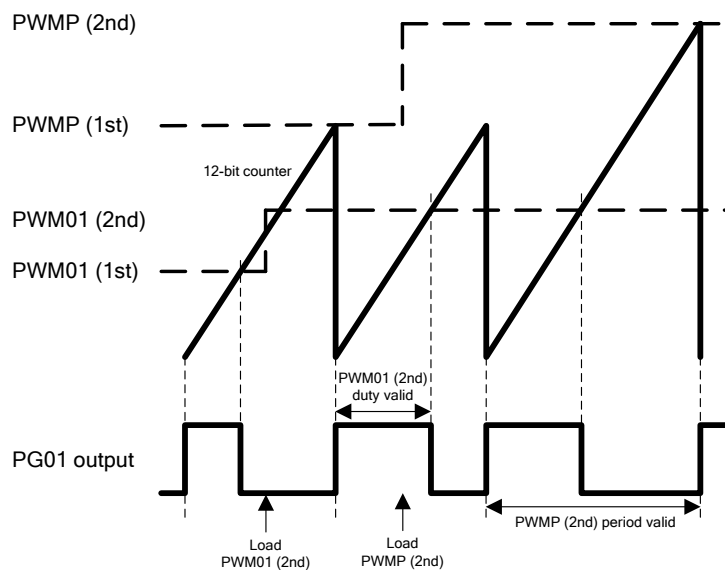 PWMP (2nd)
PWMP (1st)
12-bit counter
PWM01 (2nd)
PWM01 (1st)
PWM01 (2nd)
duty valid
PG01 output
PWMP (2nd) period valid
Load
PWM01 (2nd)
Load
PWMP (2nd)